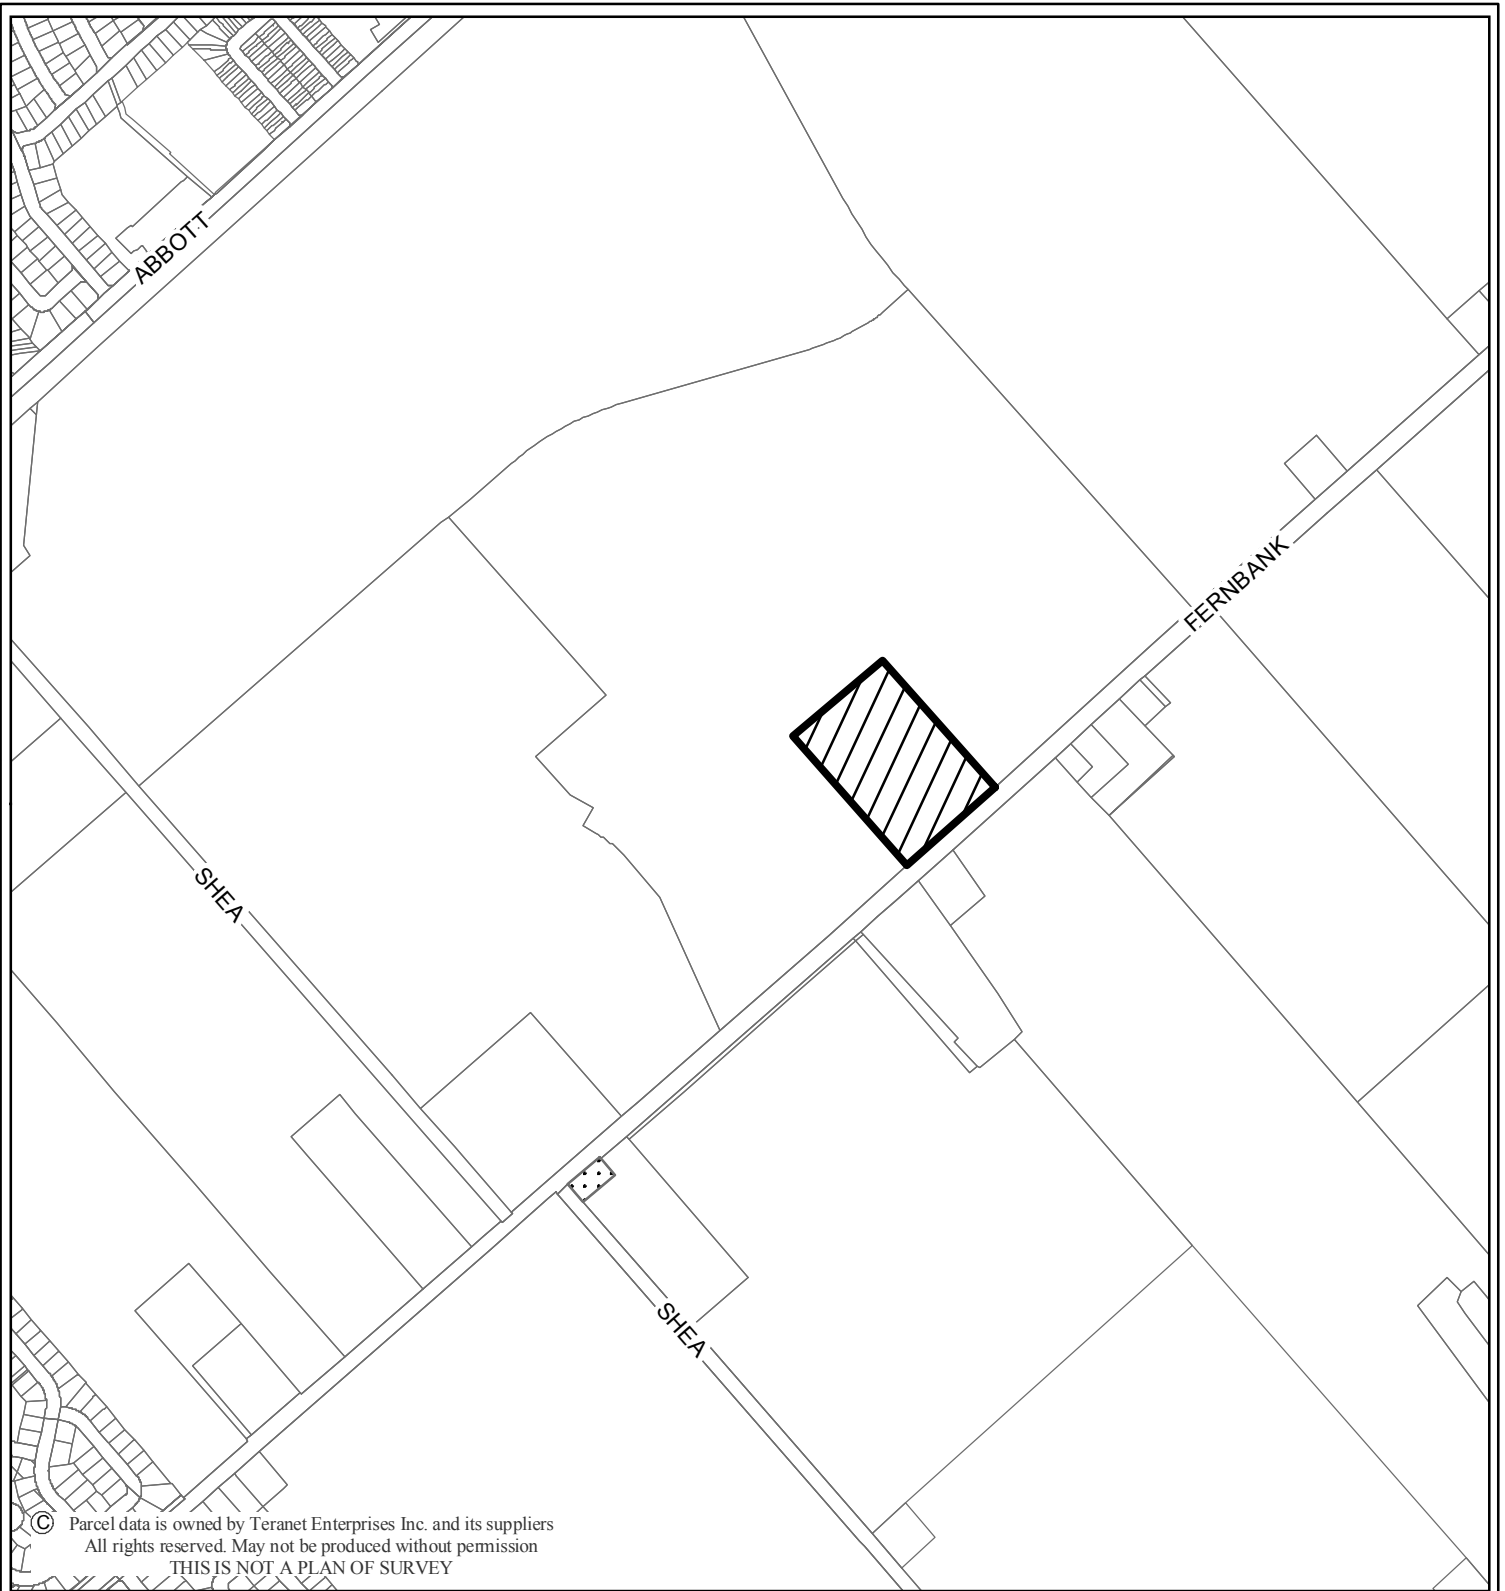 ABBOTT
FERNBANK
SHEA
SHEA
© Parcel data is owned by Teranet Enterprises Inc. and its suppliers
All rights reserved. May not be produced without permission
THIS IS NOT A PLAN OF SURVEY